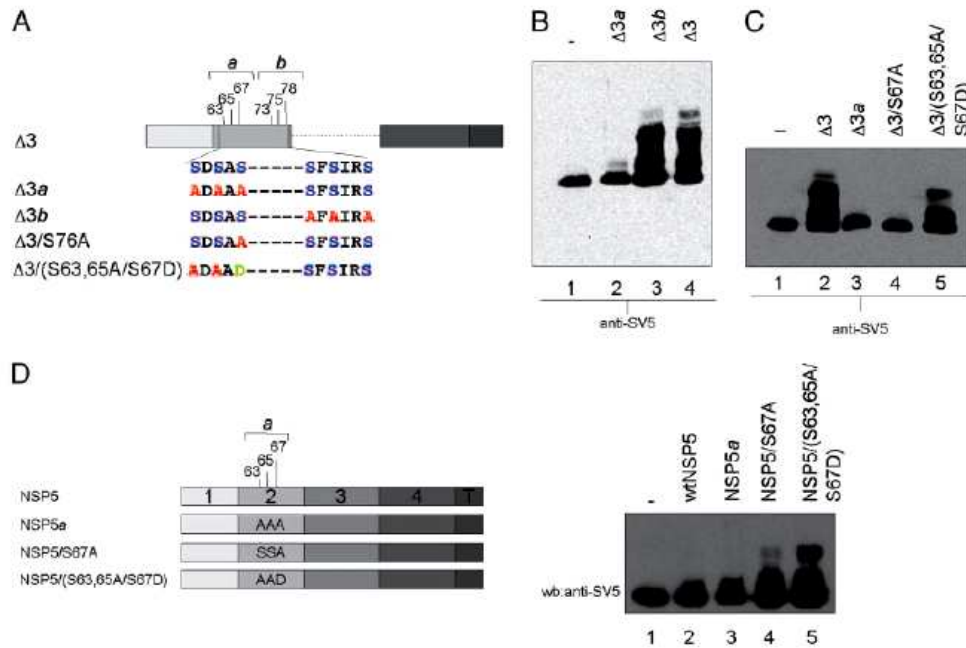 A
a b
63 65 67 73 75 78
Δ3
SDSAS-----SFSIRS
Δ3a
ADAAA
Δ3b
SDSAS-----AFAIRA
Δ3/S76A
SDSAA-----SFSIRS
Δ3/(S63,65A/S67D)
ADAAD-----SFSIRS
B
- Δ3a Δ3b Δ3
1 2 3 4
anti-SV5
C
- Δ3 Δ3a Δ3/S67A Δ3/(S63,65A/
S67D)
1 2 3 4 5
anti-SV5
D
a
63 65 67
NSP5 1 2 3 4 T
NSP5a AAA
NSP5/S67A SSA
NSP5/(S63,65A/S67D) AAD
- wtNSP5 NSP5a NSP5/S67A NSP5/(S63,65A/
S67D)
wb:anti-SV5
1 2 3 4 5